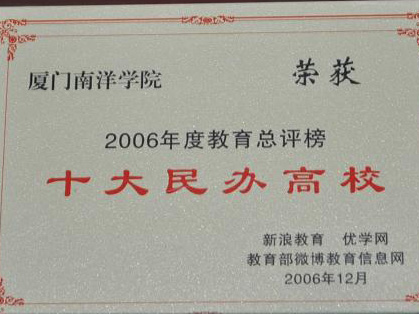 厦门南洋学院 荣获
2006年度教育总评榜
十大民办高校
新浪教育 优学网
教育部微博教育信息网
2006年12月